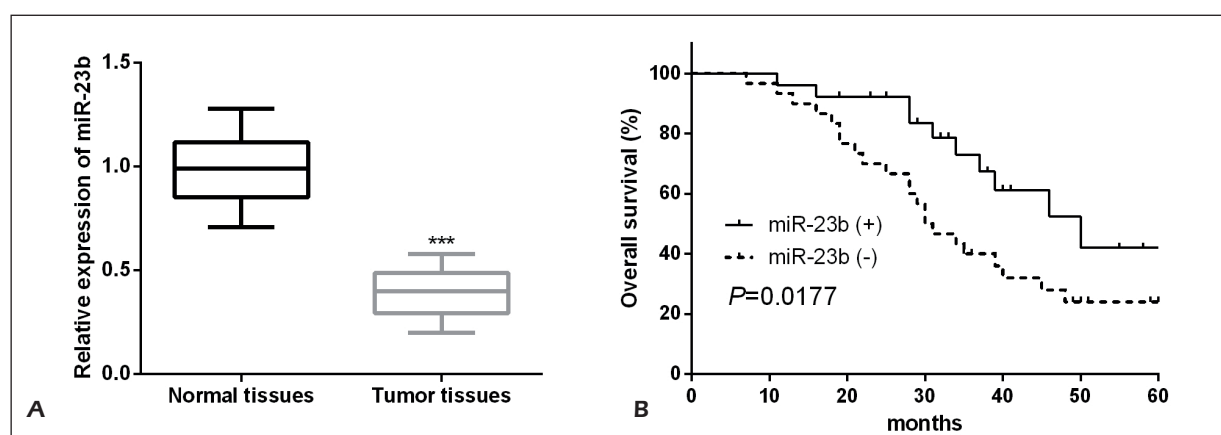 Relative expression of miR-23b
1.5
1.0
0.5
0.0
***
Normal tissues
Tumor tissues
A
Overall survival (%)
100
80
60
40
20
0
miR-23b (+)
miR-23b (-)
P=0.0177
0
10
20
30
40
50
60
months
B